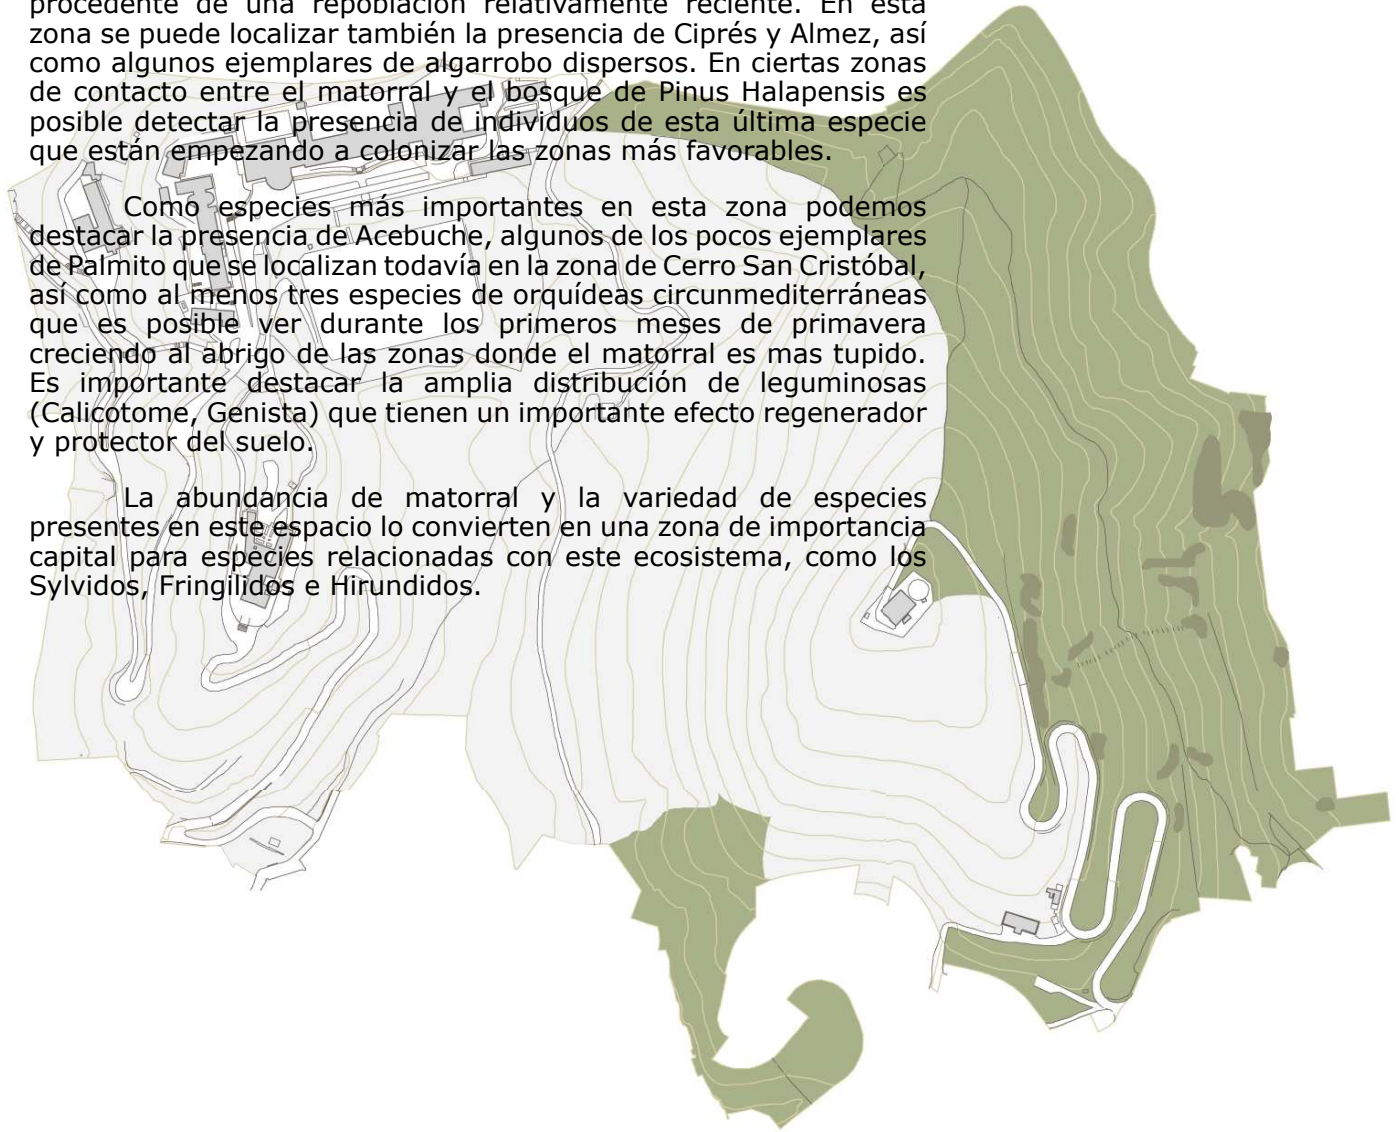 procedente de una repoblación relativamente reciente. En esta
zona se puede localizar también la presencia de Ciprés y Almez, así
como algunos ejemplares de algarrobo dispersos. En ciertas zonas
de contacto entre el matorral y el bosque de Pinus Halapensis es
posible detectar la presencia de individuos de esta última especie
que están empezando a colonizar las zonas más favorables.
Como especies más importantes en esta zona podemos
destacar la presencia de Acebuche, algunos de los pocos ejemplares
de Palmito que se localizan todavía en la zona de Cerro San Cristóbal,
así como al menos tres especies de orquídeas circunmediterráneas
que es posible ver durante los primeros meses de primavera
creciendo al abrigo de las zonas donde el matorral es mas tupido.
Es importante destacar la amplia distribución de leguminosas
(Calicotome, Genista) que tienen un importante efecto regenerador
y protector del suelo.
La abundancia de matorral y la variedad de especies
presentes en este espacio lo convierten en una zona de importancia
capital para especies relacionadas con este ecosistema, como los
Sylvidos, Fringilidos e Hirundidos.